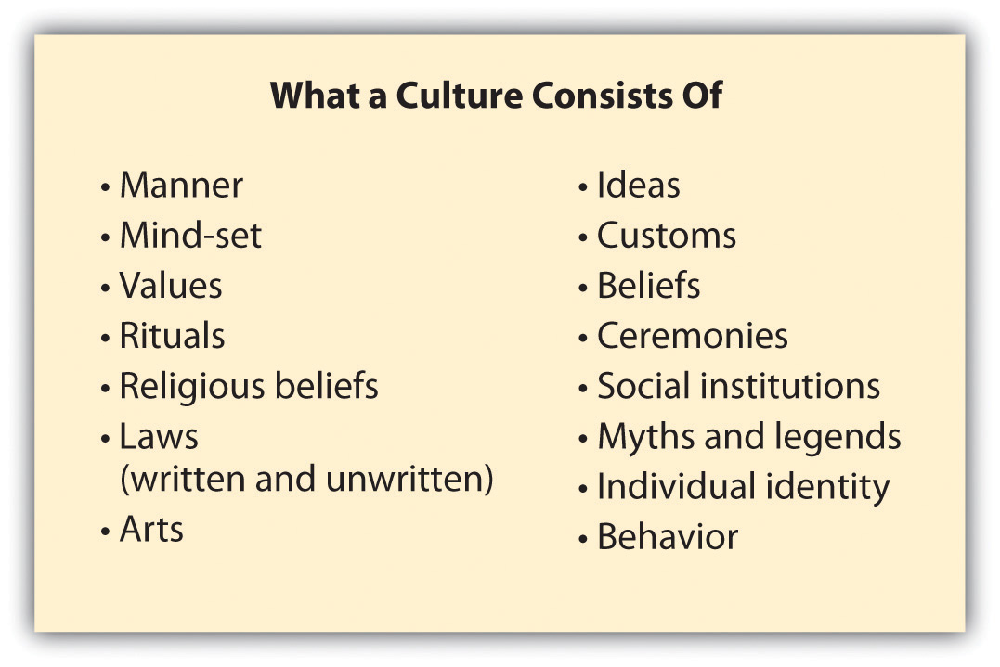 What a Culture Consists Of
• Manner
• Mind-set
• Values
• Rituals
• Religious beliefs
• Laws
(written and unwritten)
• Arts
• Ideas
• Customs
• Beliefs
• Ceremonies
• Social institutions
• Myths and legends
• Individual identity
• Behavior